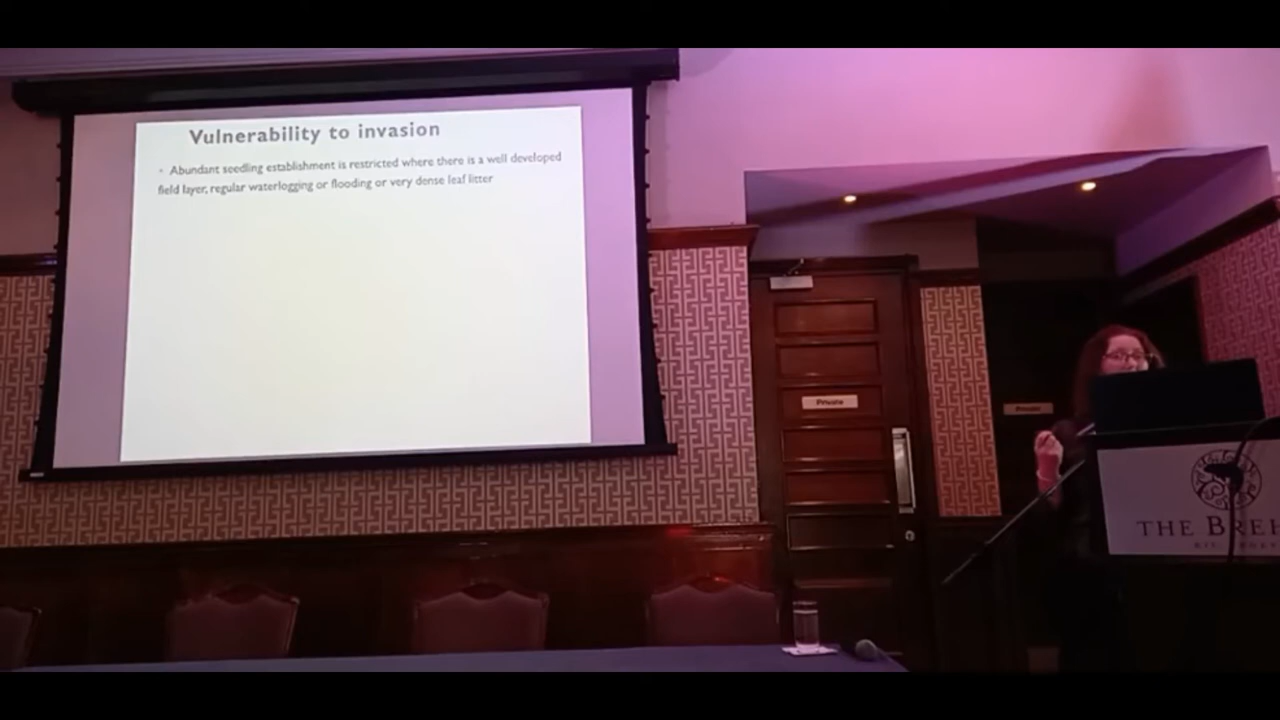 Vulnerability to invasion
• Abundant seedling establishment is restricted where there is a well developed
field layer, regular waterlogging or flooding or very dense leaf litter
Private
Private
THE BRE